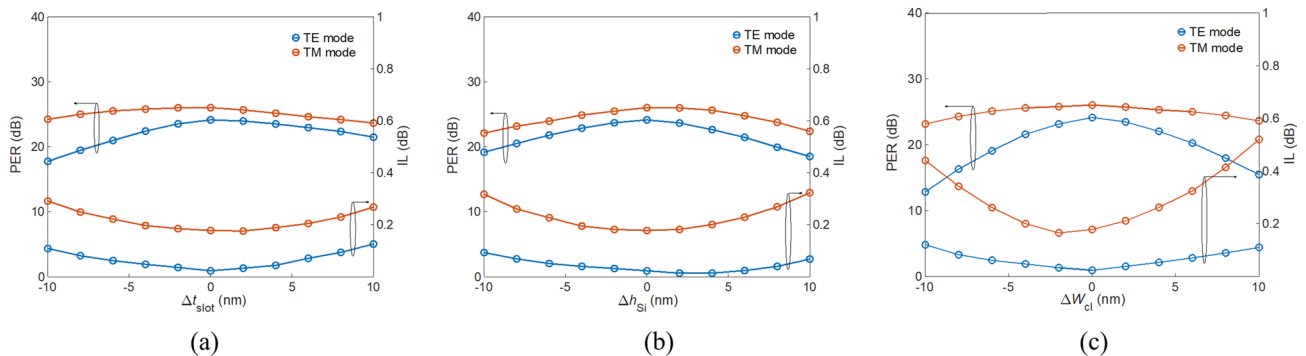 40
30
20
10
0
PER (dB)
1
0.8
0.6
0.4
0.2
0
IL (dB)
TE mode
TM mode
-10
-5
0
5
10
Δt_slot (nm)
(a)
40
30
20
10
0
PER (dB)
1
0.8
0.6
0.4
0.2
0
IL (dB)
TE mode
TM mode
-10
-5
0
5
10
Δh_Si (nm)
(b)
40
30
20
10
0
PER (dB)
1
0.8
0.6
0.4
0.2
0
IL (dB)
TE mode
TM mode
-10
-5
0
5
10
ΔW_cl (nm)
(c)